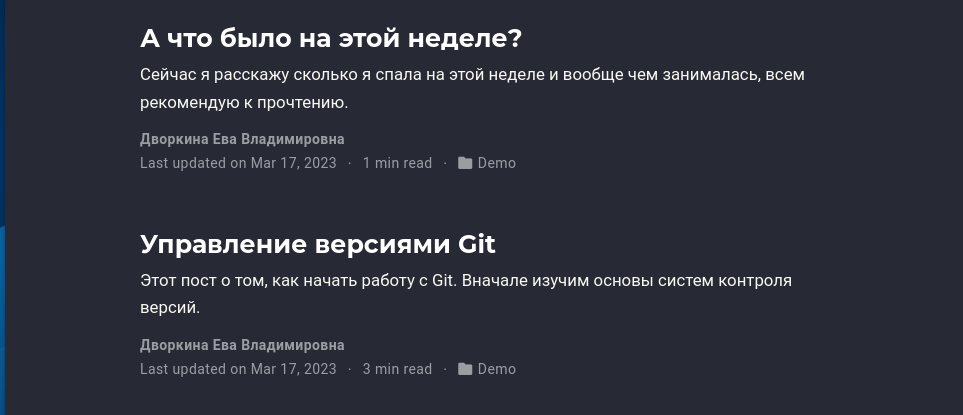 А что было на этой неделе?
Сейчас я расскажу сколько я спала на этой неделе и вообще чем занималась, всем
рекомендую к прочтению.
Дворкина Ева Владимировна
Last updated on Mar 17, 2023 · 1 min read · Demo
Управление версиями Git
Этот пост о том, как начать работу с Git. Вначале изучим основы систем контроля
версий.
Дворкина Ева Владимировна
Last updated on Mar 17, 2023 · 3 min read · Demo